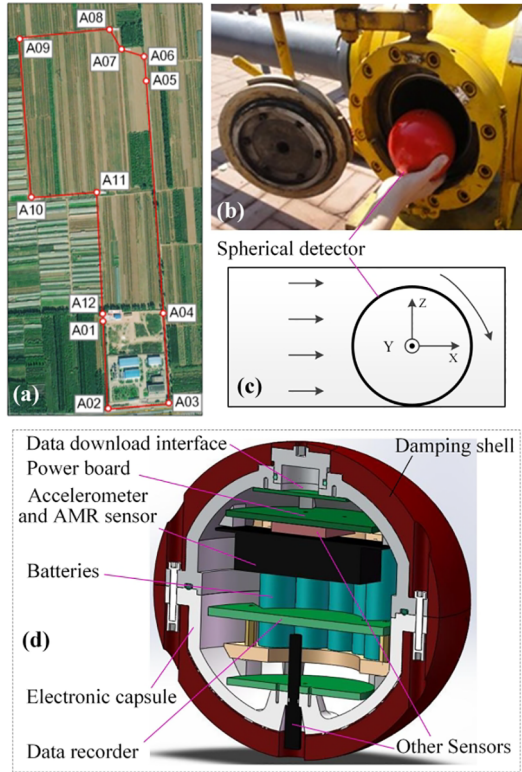 A08
A09
A07
A06
A05
A11
A10
A12
A04
A01
(a)
A02
A03
(b)
Spherical detector
Z
Y
X
(c)
Data download interface
Damping shell
Power board
Accelerometer
and AMR sensor
Batteries
(d)
Electronic capsule
Data recorder
Other Sensors